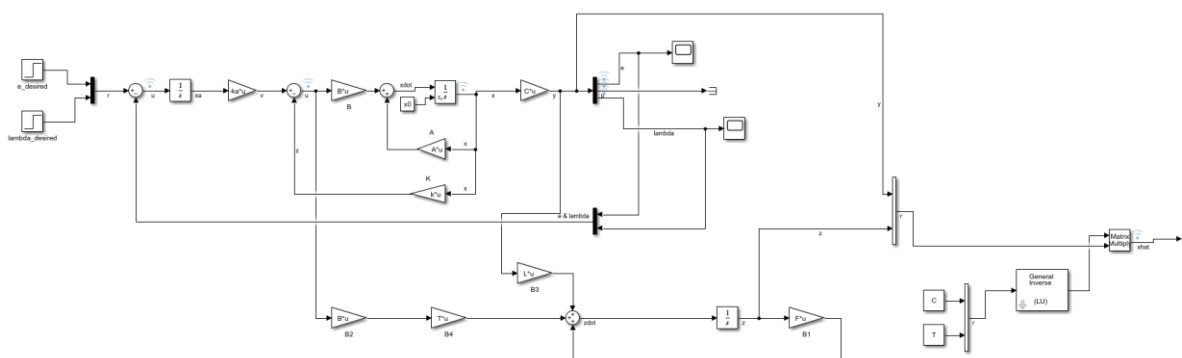 e_desired
lambda_desired
r
u
1
s
xa
-ka*u
v
u
B*u
B
xdot
x0
1
s
x
C*u
y
e
lambda
y
A
A*u
x
z
K
k*u
x
e & lambda
L*u
B3
z
r
Matrix
Multiply
xhat
General
Inverse
(LU)
C
T
r
B*u
B2
T*u
B4
zdot
1
s
z
F*u
B1